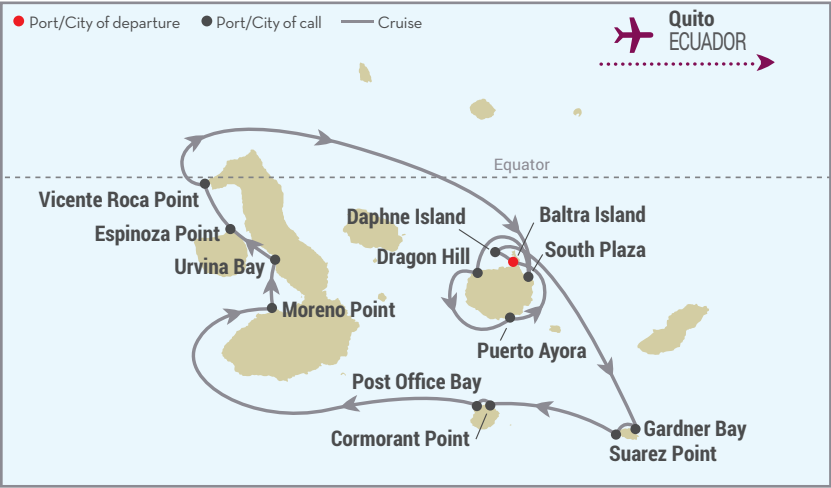 Port/City of departure
Port/City of call
Cruise
Quito
ECUADOR
Equator
Vicente Roca Point
Daphne Island
Baltra Island
Espinoza Point
Dragon Hill
South Plaza
Urvina Bay
Moreno Point
Puerto Ayora
Post Office Bay
Cormorant Point
Gardner Bay
Suarez Point